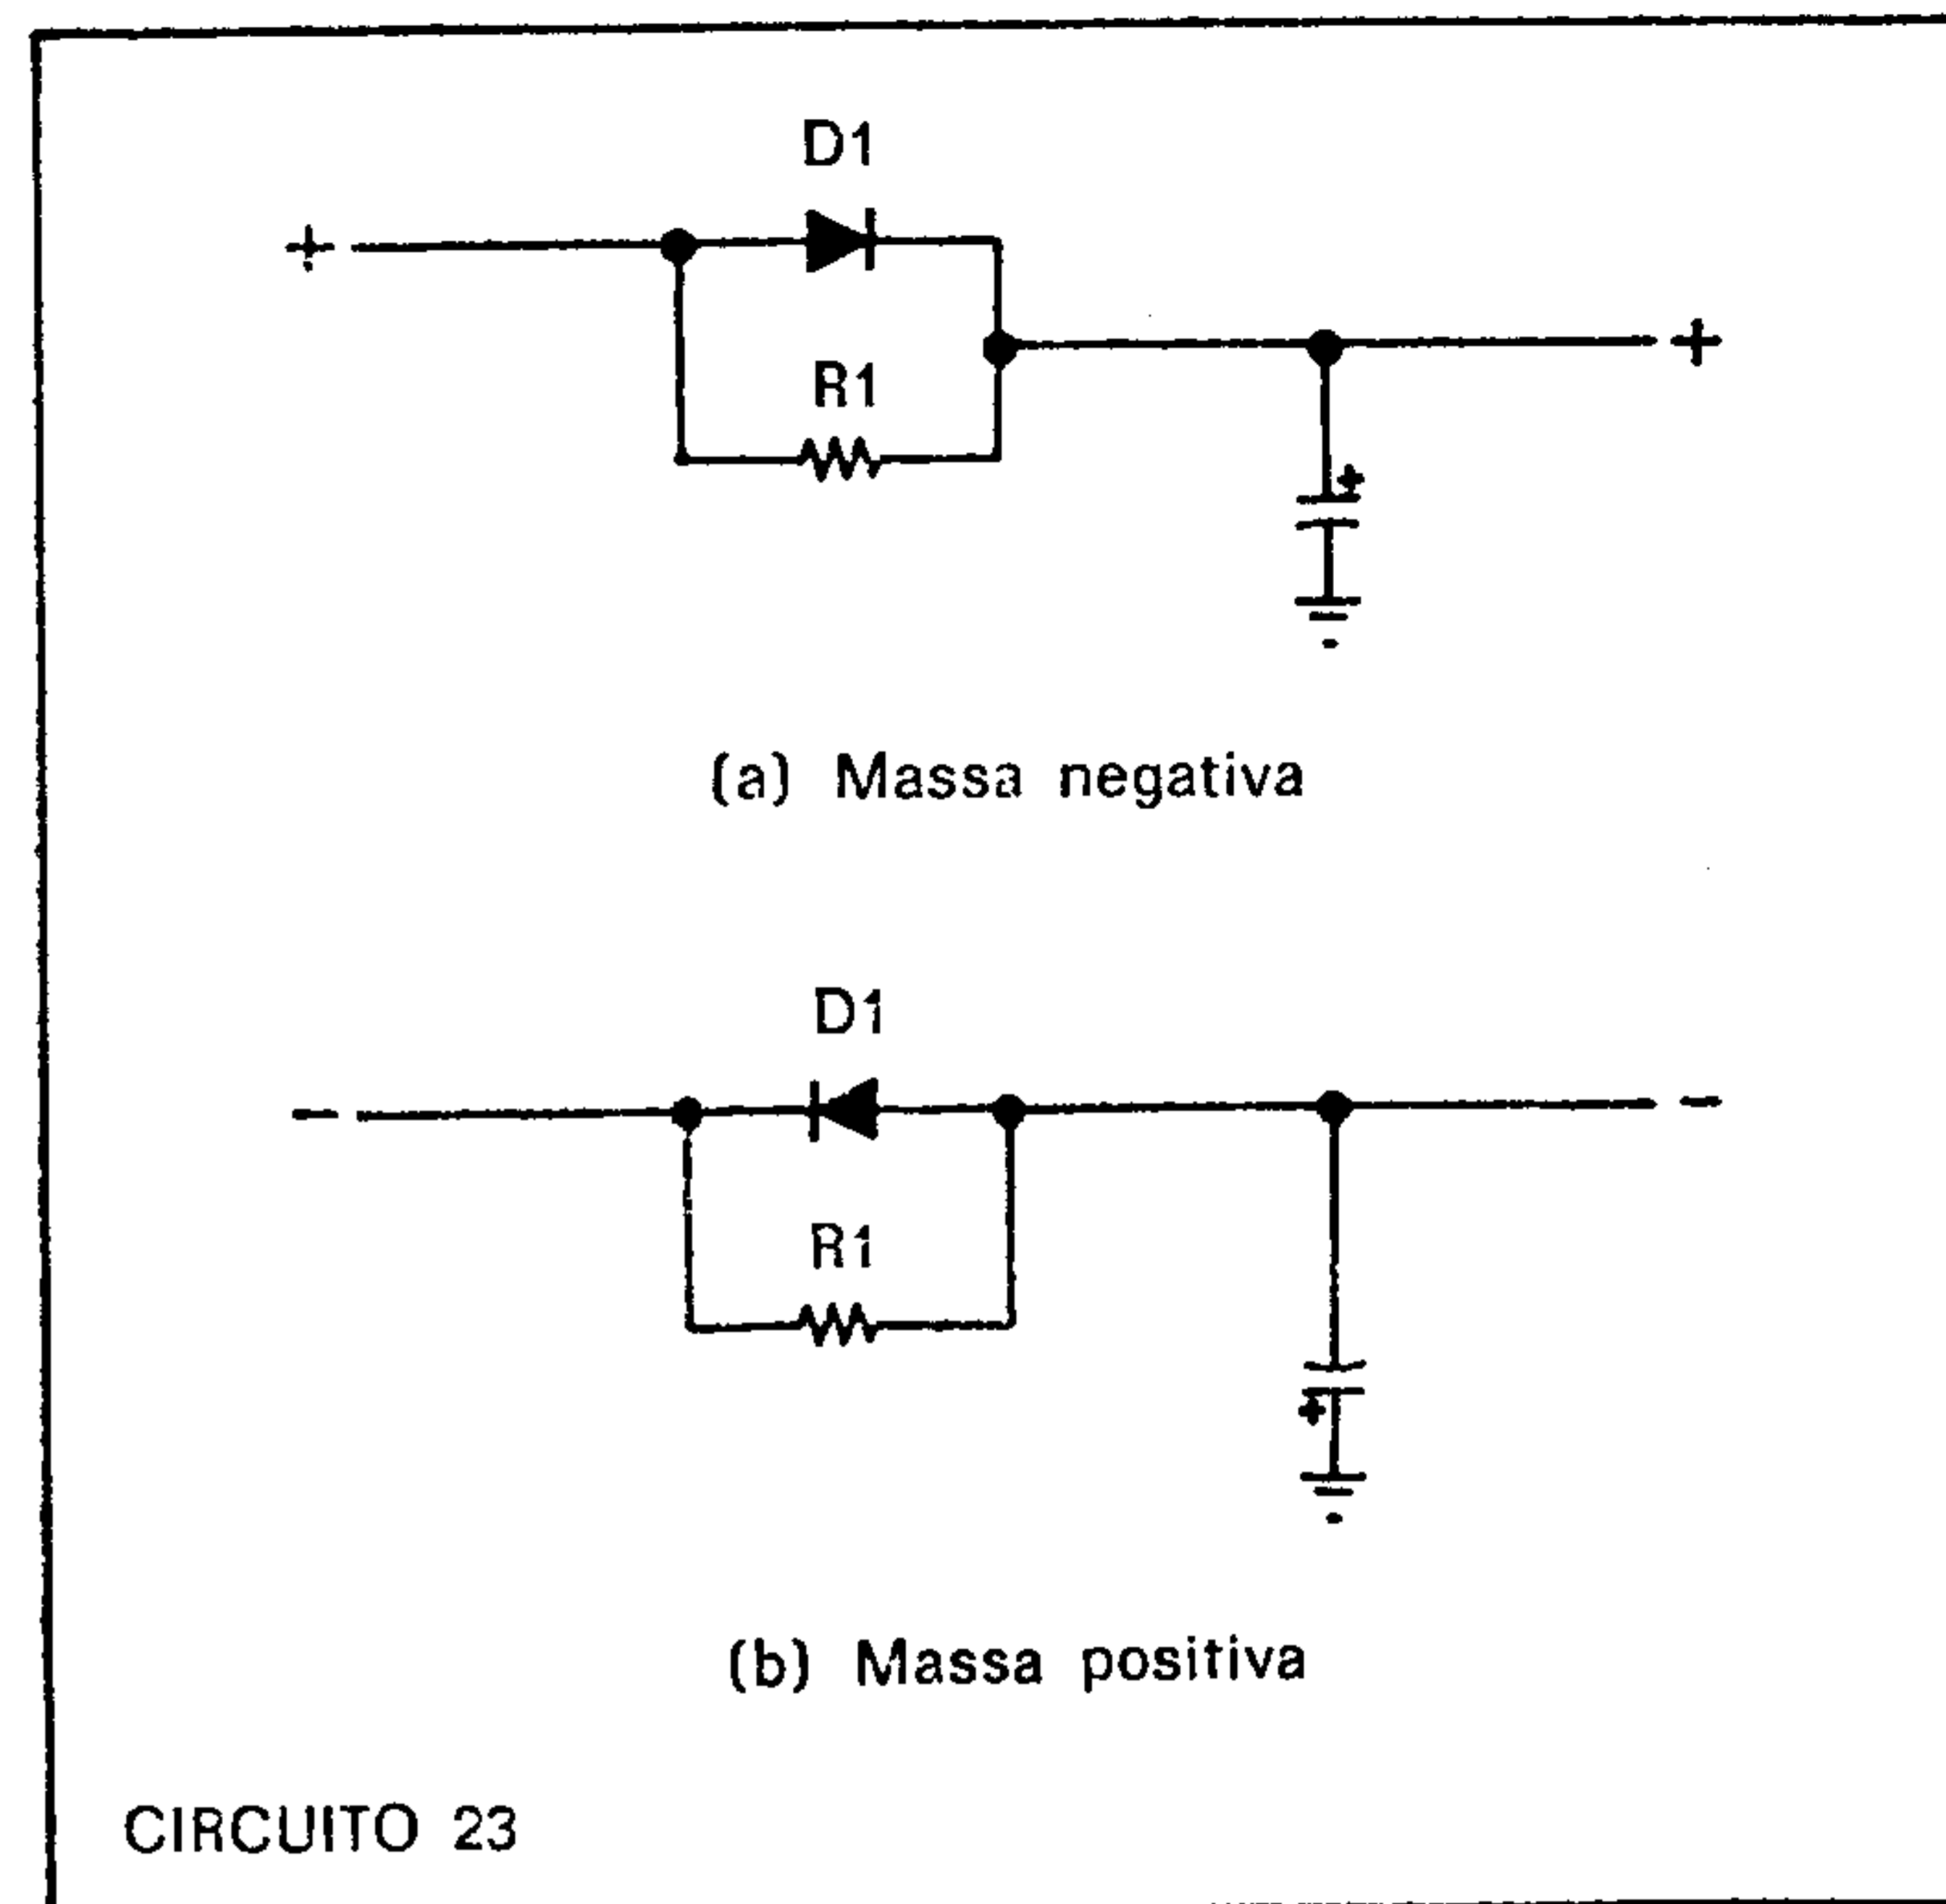 D1
+
+
R1
+
(a) Massa negativa
D1
-
-
R1
+
(b) Massa positiva
CIRCUITO 23